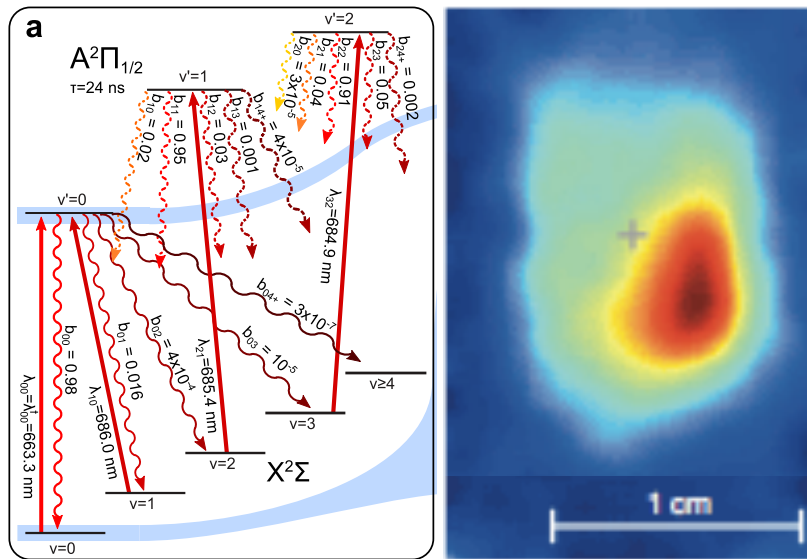 a
A²Π₁/₂
τ=24 ns
v'=2
b₂₀ = 3x10⁻⁵
b₂₁ = 0.04
b₂₂ = 0.91
b₂₃ = 0.05
b₂₄₊ = 0.002
v'=1
b₁₀ = 0.02
b₁₁ = 0.95
b₁₂ = 0.03
b₁₃ = 0.001
b₁₄₊ = 4x10⁻⁵
v'=0
λ₀₀=λ†₀₀=663.3 nm
b₀₀ = 0.98
λ₁₀=686.0 nm
b₀₁ = 0.016
b₀₂ = 4x10⁻⁴
λ₂₁=685.4 nm
b₀₃ = 10⁻⁵
b₀₄₊ = 3x10⁻⁷
λ₃₂=684.9 nm
v≥4
v=3
v=2
X²Σ
v=1
v=0
1 cm